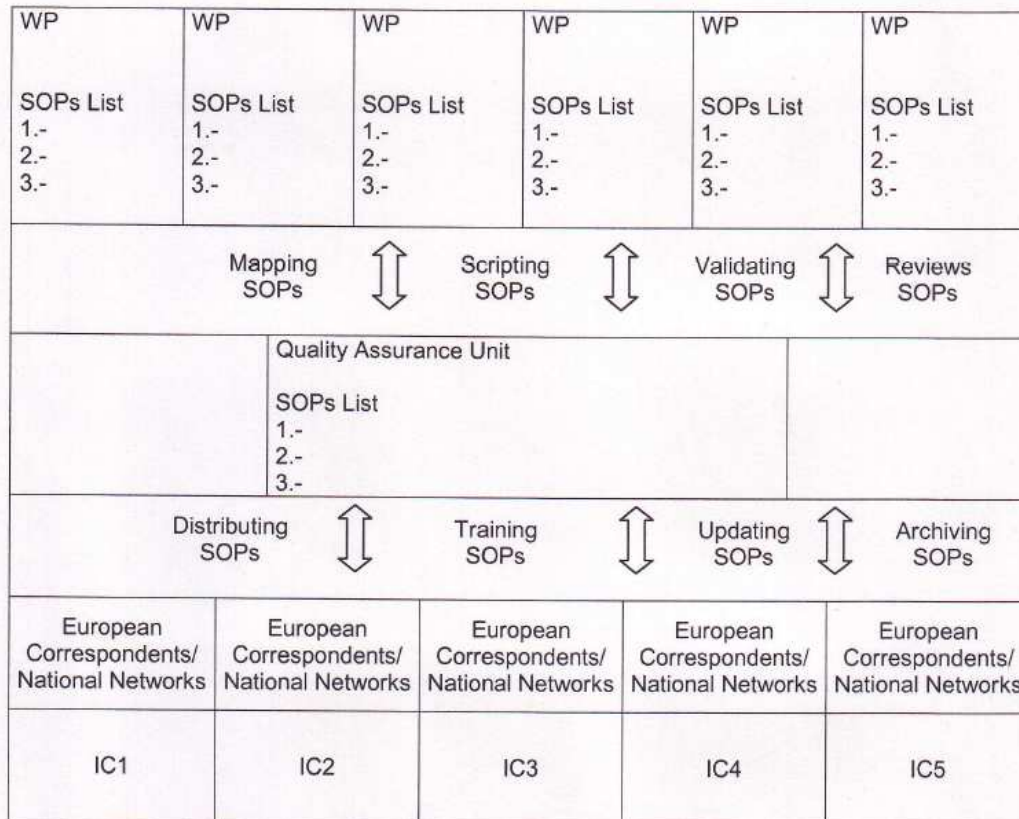 WP
SOPs List
1.-
2.-
3.-
WP
SOPs List
1.-
2.-
3.-
WP
SOPs List
1.-
2.-
3.-
WP
SOPs List
1.-
2.-
3.-
WP
SOPs List
1.-
2.-
3.-
WP
SOPs List
1.-
2.-
3.-
Mapping
SOPs
Scripting
SOPs
Validating
SOPs
Reviews
SOPs
Quality Assurance Unit
SOPs List
1.-
2.-
3.-
Distributing
SOPs
Training
SOPs
Updating
SOPs
Archiving
SOPs
European
Correspondents/
National Networks
European
Correspondents/
National Networks
European
Correspondents/
National Networks
European
Correspondents/
National Networks
European
Correspondents/
National Networks
IC1
IC2
IC3
IC4
IC5